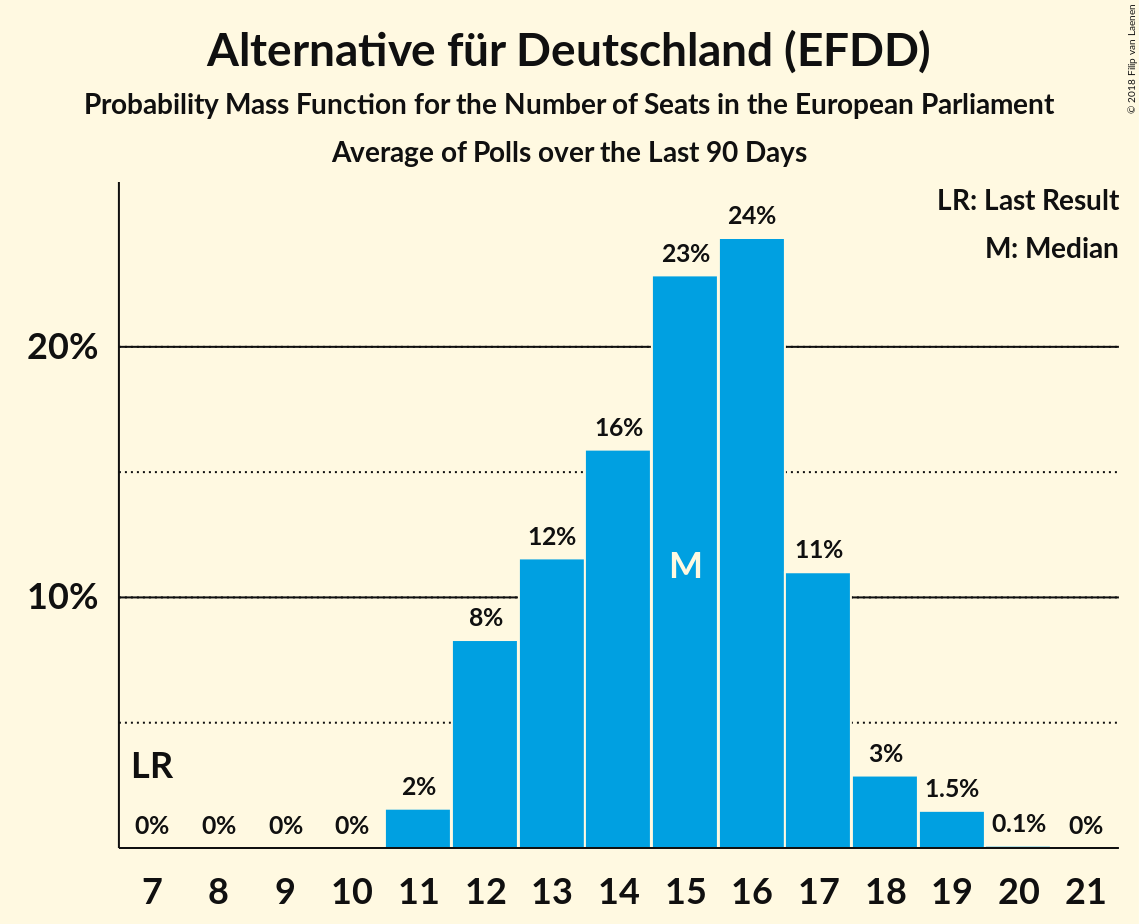 Alternative für Deutschland (EFDD)
Probability Mass Function for the Number of Seats in the European Parliament
Average of Polls over the Last 90 Days
© 2018 Filip van Laenen
LR: Last Result
M: Median
24%
23%
20%
16%
12%
11%
M
10%
8%
LR
3%
2%
1.5%
0% 0% 0% 0% 0.1% 0%
7 8 9 10 11 12 13 14 15 16 17 18 19 20 21